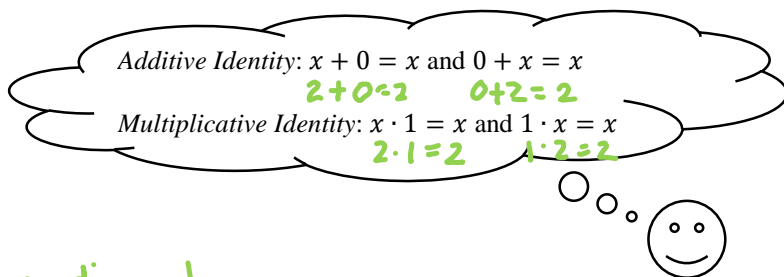 Additive Identity: x + 0 = x and 0 + x = x
2+0=2 0+2=2
Multiplicative Identity: x · 1 = x and 1 · x = x
2·1=2 1·2=2